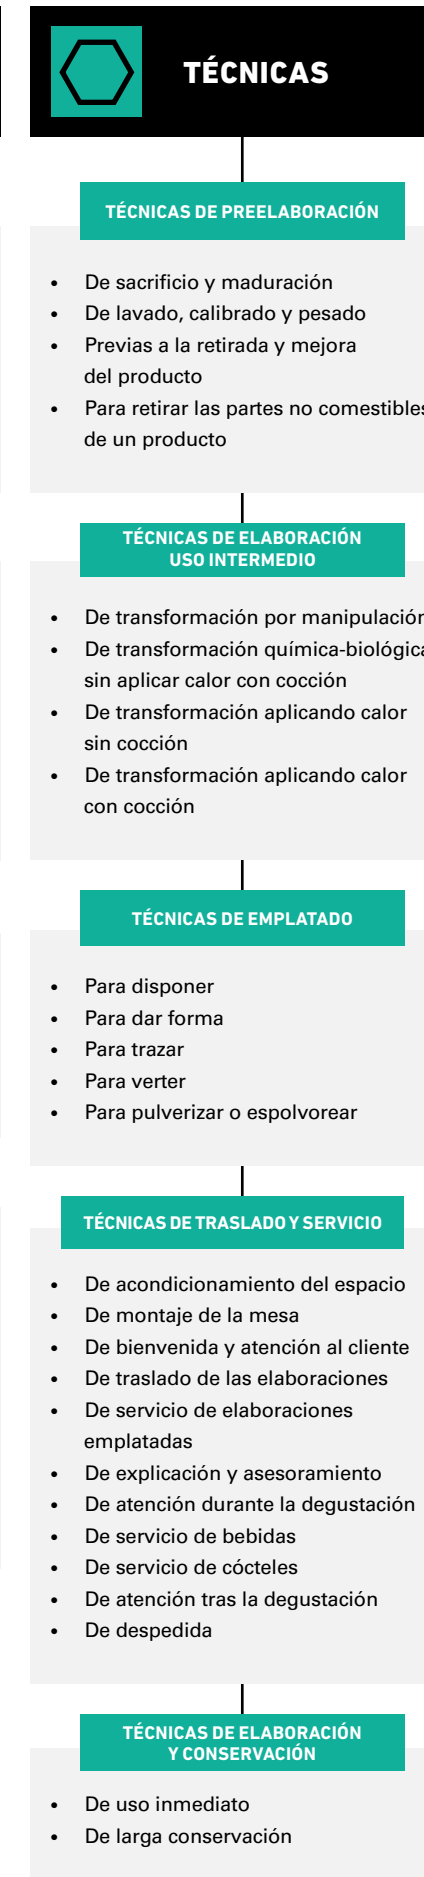 TÉCNICAS
TÉCNICAS DE PREELABORACIÓN
• De sacrificio y maduración
• De lavado, calibrado y pesado
• Previas a la retirada y mejora
del producto
• Para retirar las partes no comestibles
de un producto
TÉCNICAS DE ELABORACIÓN
USO INTERMEDIO
• De transformación por manipulación
• De transformación química-biológica
sin aplicar calor con cocción
• De transformación aplicando calor
sin cocción
• De transformación aplicando calor
con cocción
TÉCNICAS DE EMPLATADO
• Para disponer
• Para dar forma
• Para trazar
• Para verter
• Para pulverizar o espolvorear
TÉCNICAS DE TRASLADO Y SERVICIO
• De acondicionamiento del espacio
• De montaje de la mesa
• De bienvenida y atención al cliente
• De traslado de las elaboraciones
• De servicio de elaboraciones
emplatadas
• De explicación y asesoramiento
• De atención durante la degustación
• De servicio de bebidas
• De servicio de cócteles
• De atención tras la degustación
• De despedida
TÉCNICAS DE ELABORACIÓN
Y CONSERVACIÓN
• De uso inmediato
• De larga conservación